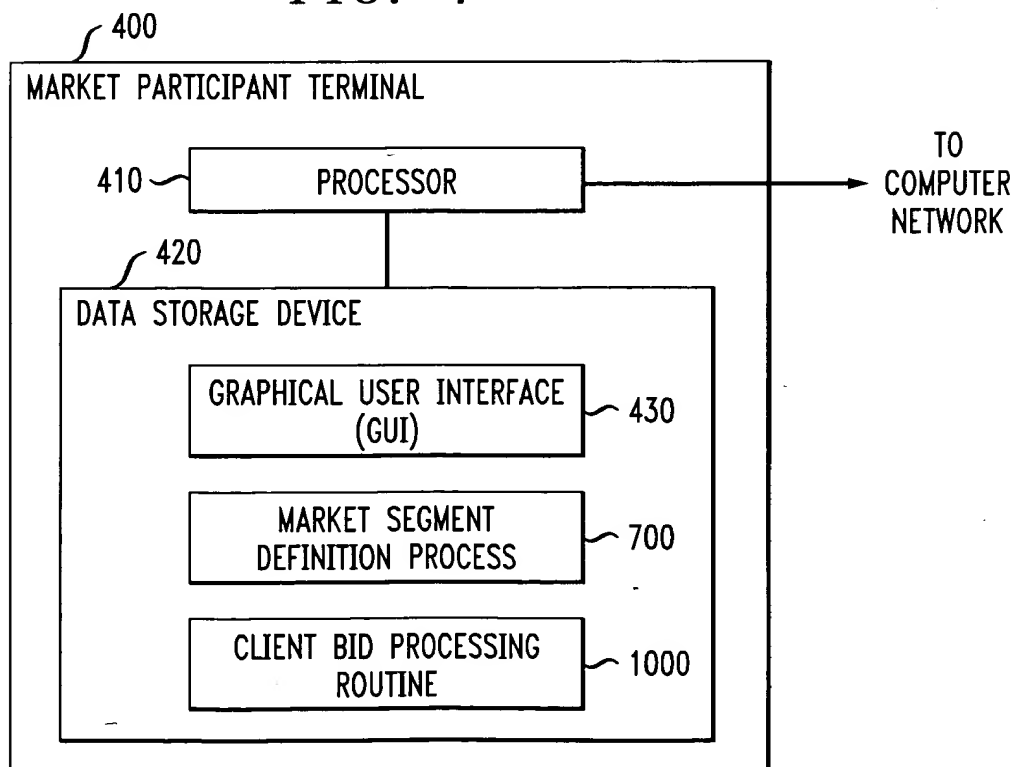 400
MARKET PARTICIPANT TERMINAL
410
PROCESSOR
TO
COMPUTER
NETWORK
420
DATA STORAGE DEVICE
GRAPHICAL USER INTERFACE
(GUI)
430
MARKET SEGMENT
DEFINITION PROCESS
700
CLIENT BID PROCESSING
ROUTINE
1000